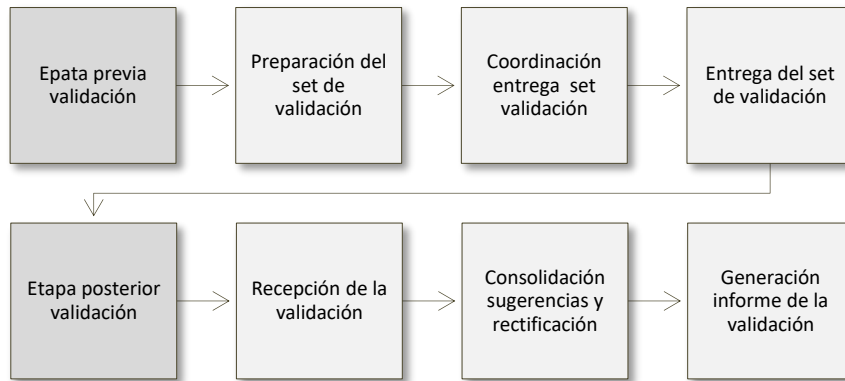 Epata previa
validación
Preparación del
set de
validación
Coordinación
entrega set
validación
Entrega del set
de validación
Etapa posterior
validación
Recepción de la
validación
Consolidación
sugerencias y
rectificación
Generación
informe de la
validación